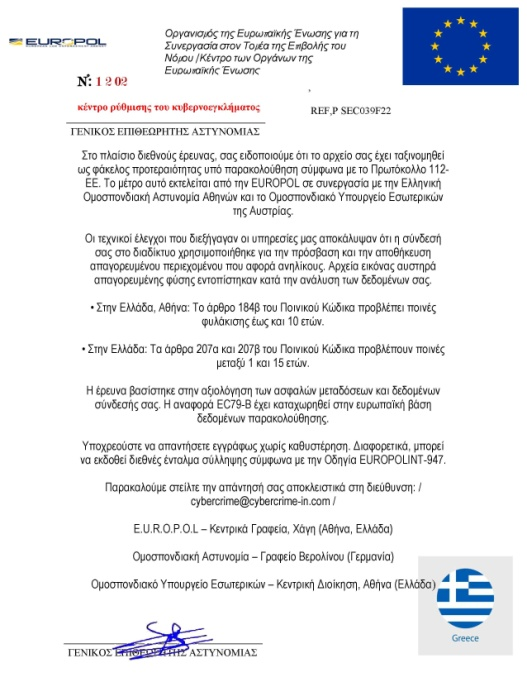 EUROPOL
Οργανισμός της Ευρωπαϊκής Ένωσης για τη
Συνεργασία στον Τομέα της Επιβολής του
Νόμου /Κέντρο των Οργάνων της
Ευρωπαϊκής Ένωσης
N: 1202
κέντρο ρύθμισης του κυβερνοεγκλήματος
REF,P SEC039F22
ΓΕΝΙΚΟΣ ΕΠΙΘΕΩΡΗΤΗΣ ΑΣΤΥΝΟΜΙΑΣ
Στο πλαίσιο διεθνούς έρευνας, σας ειδοποιούμε ότι το αρχείο σας έχει ταξινομηθεί
ως φάκελος προτεραιότητας υπό παρακολούθηση σύμφωνα με το Πρωτόκολλο 112-
ΕΕ. Το μέτρο αυτό εκτελείται από την EUROPOL σε συνεργασία με την Ελληνική
Ομοσπονδιακή Αστυνομία Αθηνών και το Ομοσπονδιακό Υπουργείο Εσωτερικών
της Αυστρίας.
Οι τεχνικοί έλεγχοι που διεξήγαγαν οι υπηρεσίες μας αποκάλυψαν ότι η σύνδεσή
σας στο διαδίκτυο χρησιμοποιήθηκε για την πρόσβαση και την αποθήκευση
απαγορευμένου περιεχομένου που αφορά ανηλίκους. Αρχεία εικόνας αυστηρά
απαγορευμένης φύσης εντοπίστηκαν κατά την ανάλυση των δεδομένων σας.
• Στην Ελλάδα, Αθήνα: Το άρθρο 184β του Ποινικού Κώδικα προβλέπει ποινές
φυλάκισης έως και 10 ετών.
• Στην Ελλάδα: Τα άρθρα 207α και 207β του Ποινικού Κώδικα προβλέπουν ποινές
μεταξύ 1 και 15 ετών.
Η έρευνα βασίστηκε στην αξιολόγηση των ασφαλών μεταδόσεων και δεδομένων
σύνδεσής σας. Η αναφορά EC79-B έχει καταχωρηθεί στην ευρωπαϊκή βάση
δεδομένων παρακολούθησης.
Υποχρεούστε να απαντήσετε εγγράφως χωρίς καθυστέρηση. Διαφορετικά, μπορεί
να εκδοθεί διεθνές ένταλμα σύλληψης σύμφωνα με την Οδηγία EUROPOLINT-947.
Παρακαλούμε στείλτε την απάντησή σας αποκλειστικά στη διεύθυνση: /
cybercrime@cybercrime-in.com /
E.U.R.O.P.O.L – Κεντρικά Γραφεία, Χάγη (Αθήνα, Ελλάδα)
Ομοσπονδιακή Αστυνομία – Γραφείο Βερολίνου (Γερμανία)
Ομοσπονδιακό Υπουργείο Εσωτερικών – Κεντρική Διοίκηση, Αθήνα (Ελλάδα)
Greece
ΓΕΝΙΚΟΣ ΕΠΙΘΕΩΡΗΤΗΣ ΑΣΤΥΝΟΜΙΑΣ